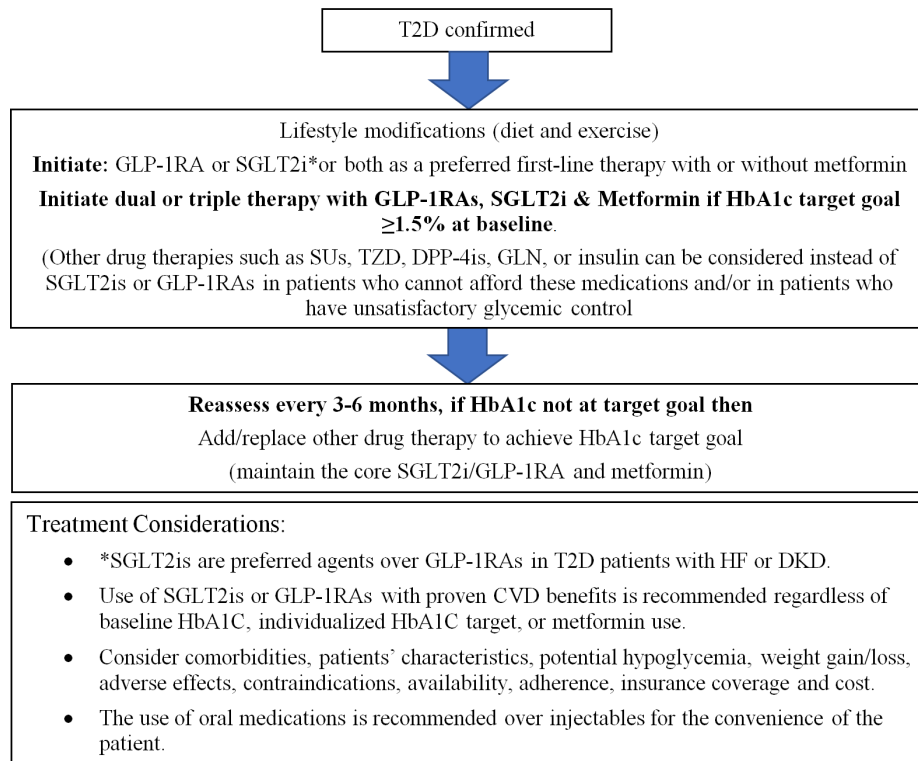 T2D confirmed
Lifestyle modifications (diet and exercise)
Initiate: GLP-1RA or SGLT2i*or both as a preferred first-line therapy with or without metformin
Initiate dual or triple therapy with GLP-1RAs, SGLT2i & Metformin if HbA1c target goal
≥1.5% at baseline.
(Other drug therapies such as SUs, TZD, DPP-4is, GLN, or insulin can be considered instead of
SGLT2is or GLP-1RAs in patients who cannot afford these medications and/or in patients who
have unsatisfactory glycemic control
Reassess every 3-6 months, if HbA1c not at target goal then
Add/replace other drug therapy to achieve HbA1c target goal
(maintain the core SGLT2i/GLP-1RA and metformin)
Treatment Considerations:
• *SGLT2is are preferred agents over GLP-1RAs in T2D patients with HF or DKD.
• Use of SGLT2is or GLP-1RAs with proven CVD benefits is recommended regardless of
baseline HbA1C, individualized HbA1C target, or metformin use.
• Consider comorbidities, patients’ characteristics, potential hypoglycemia, weight gain/loss,
adverse effects, contraindications, availability, adherence, insurance coverage and cost.
• The use of oral medications is recommended over injectables for the convenience of the
patient.